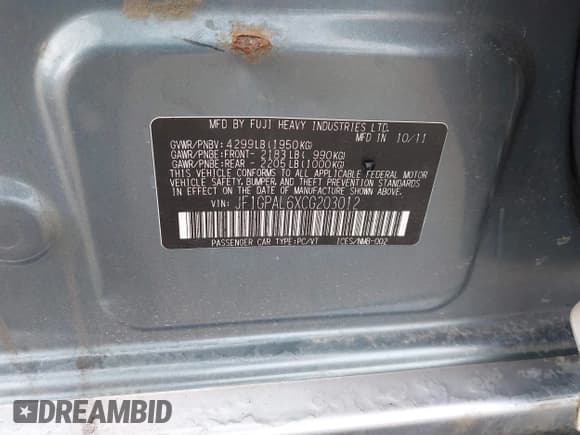 MFD BY FUJI HEAVY INDUSTRIES LTD.
MFD IN 10/11
GVWR/PNBV: 4299LB(1950KG)
GAWR/PNBE:FRONT- 2183LB( 990KG)
GAWR/PNBE:REAR - 2205LB(1000KG)
THIS VEHICLE CONFORMS TO ALL APPLICABLE FEDERAL MOTOR
VEHICLE SAFETY, BUMPER, AND THEFT PREVENTION STANDARDS
IN EFFECT ON THE DATE OF MANUFACTURE SHOWN ABOVE.
VIN: JF1GPAL6XCG203012
PASSENGER CAR TYPE:PC/VT ICES/NMB-002
DREAMBID